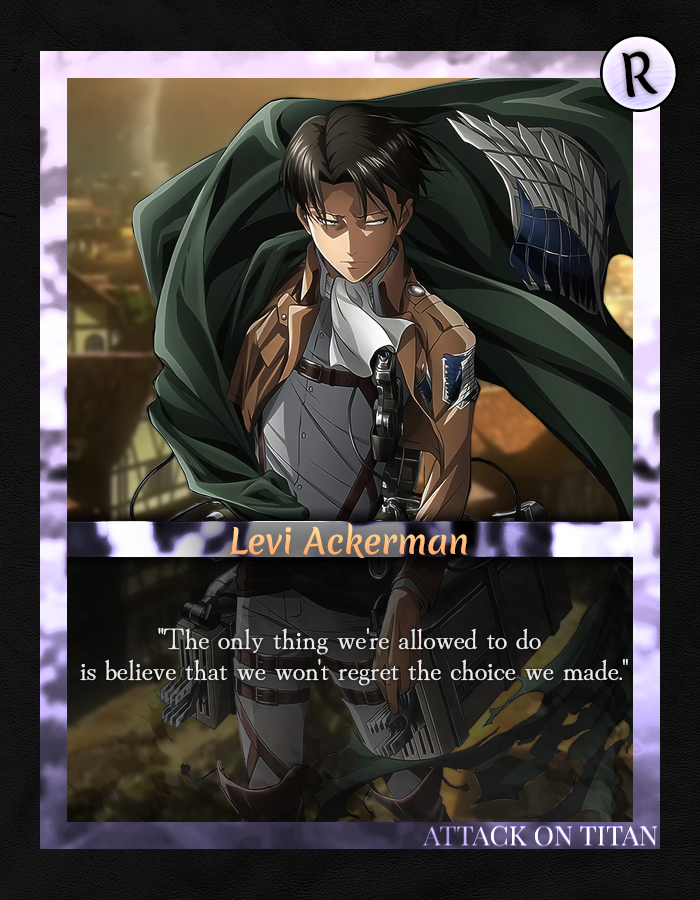 R
Levi Ackerman
"The only thing we're allowed to do
is believe that we won't regret the choice we made."
ATTACK ON TITAN